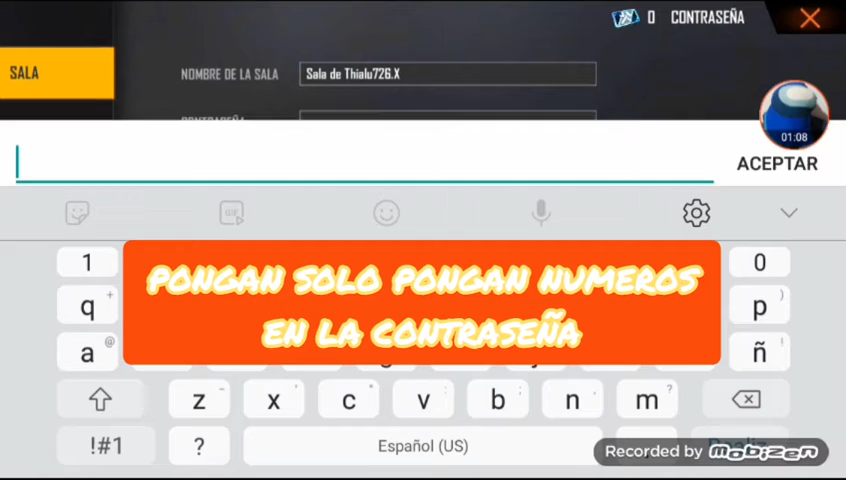 0 CONTRASEÑA
SALA
NOMBRE DE LA SALA
Sala de Thialu726.X
01:08
ACEPTAR
GIF
1 0
PONGAN SOLO PONGAN NUMEROS
EN LA CONTRASEÑA
q + p )
a @ ñ !
z - x ' c " v : b ; n , m ?
!#1 ? Español (US)
Recorded by mobizen